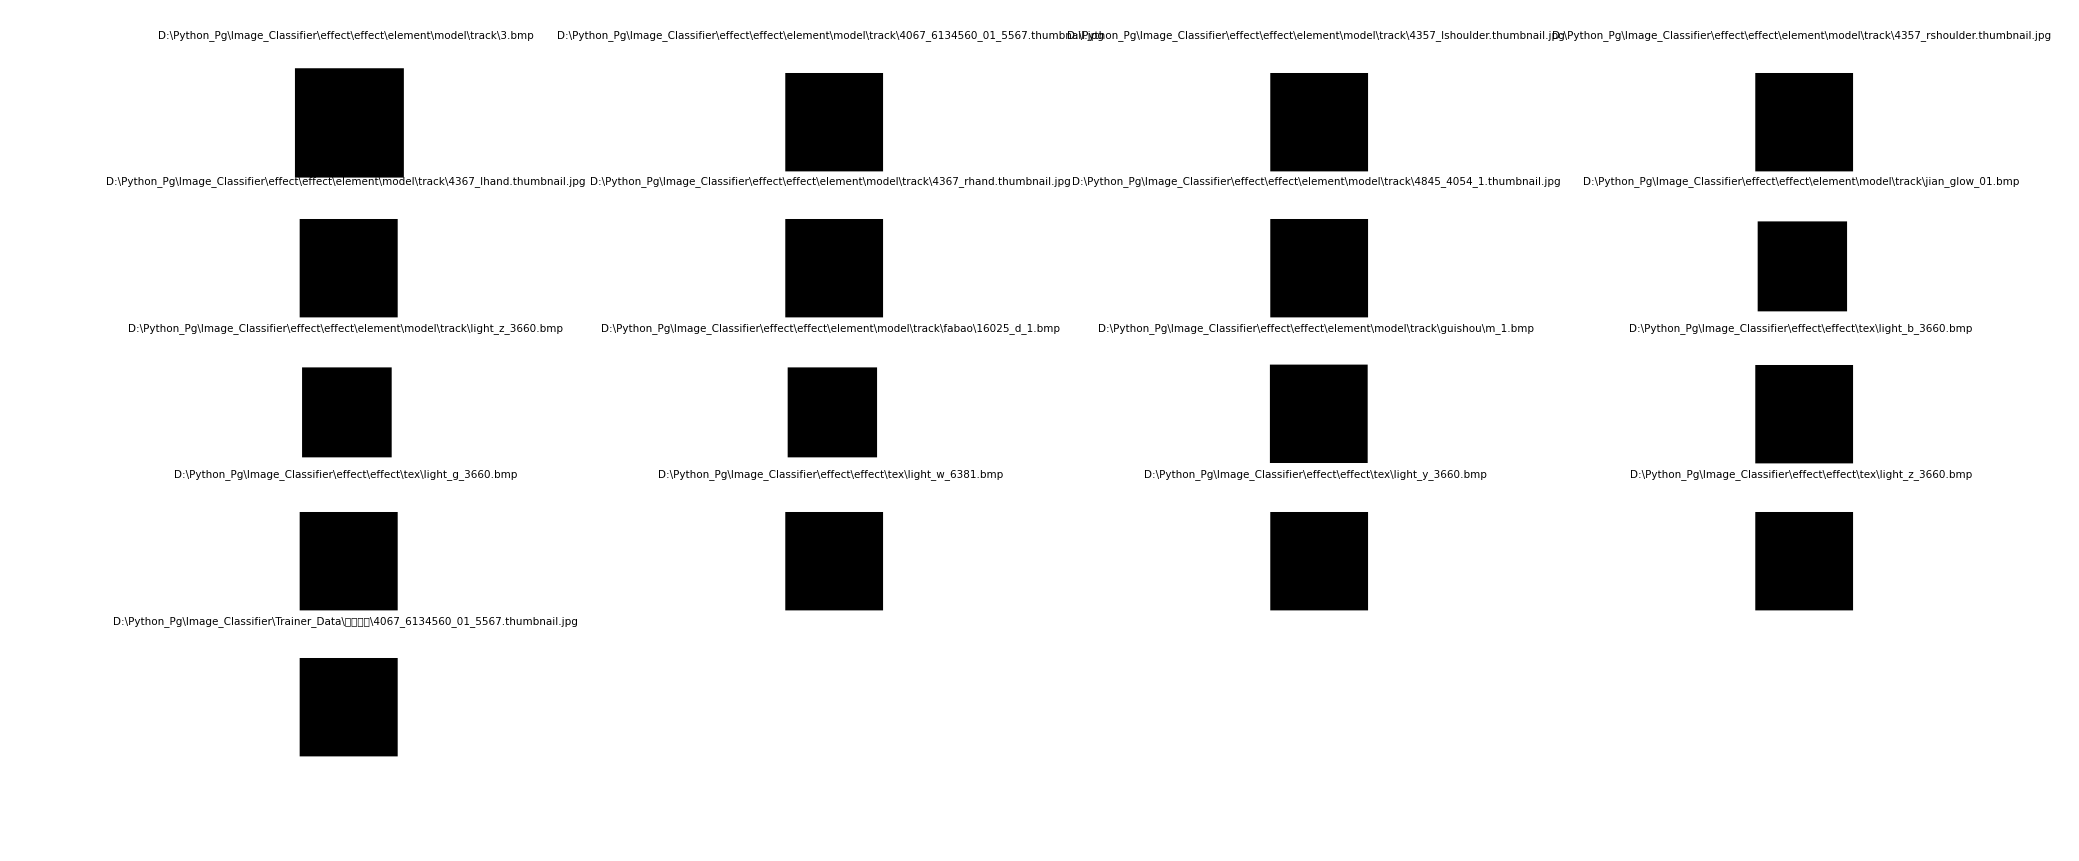 D:\Python_Pg\Image_Classifier\effect\effect\element\model\track\3.bmp
D:\Python_Pg\Image_Classifier\effect\effect\element\model\track\4067_6134560_01_5567.thumbnail.jpg
D:\Python_Pg\Image_Classifier\effect\effect\element\model\track\4357_lshoulder.thumbnail.jpg
D:\Python_Pg\Image_Classifier\effect\effect\element\model\track\4357_rshoulder.thumbnail.jpg
D:\Python_Pg\Image_Classifier\effect\effect\element\model\track\4367_lhand.thumbnail.jpg
D:\Python_Pg\Image_Classifier\effect\effect\element\model\track\4367_rhand.thumbnail.jpg
D:\Python_Pg\Image_Classifier\effect\effect\element\model\track\4845_4054_1.thumbnail.jpg
D:\Python_Pg\Image_Classifier\effect\effect\element\model\track\jian_glow_01.bmp
D:\Python_Pg\Image_Classifier\effect\effect\element\model\track\light_z_3660.bmp
D:\Python_Pg\Image_Classifier\effect\effect\element\model\track\fabao\16025_d_1.bmp
D:\Python_Pg\Image_Classifier\effect\effect\element\model\track\guishou\m_1.bmp
D:\Python_Pg\Image_Classifier\effect\effect\tex\light_b_3660.bmp
D:\Python_Pg\Image_Classifier\effect\effect\tex\light_g_3660.bmp
D:\Python_Pg\Image_Classifier\effect\effect\tex\light_w_6381.bmp
D:\Python_Pg\Image_Classifier\effect\effect\tex\light_y_3660.bmp
D:\Python_Pg\Image_Classifier\effect\effect\tex\light_z_3660.bmp
D:\Python_Pg\Image_Classifier\Trainer_Data\□□□□\4067_6134560_01_5567.thumbnail.jpg